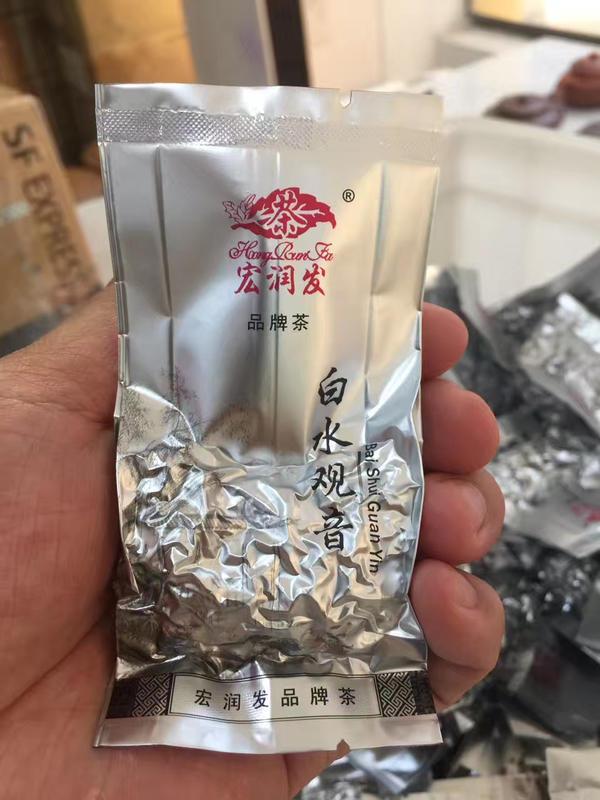 SF EXPRES
茶
®
Hong Run Fa
宏润发
品牌茶
白水观音
Bai Shui Guan Yin
宏润发品牌茶